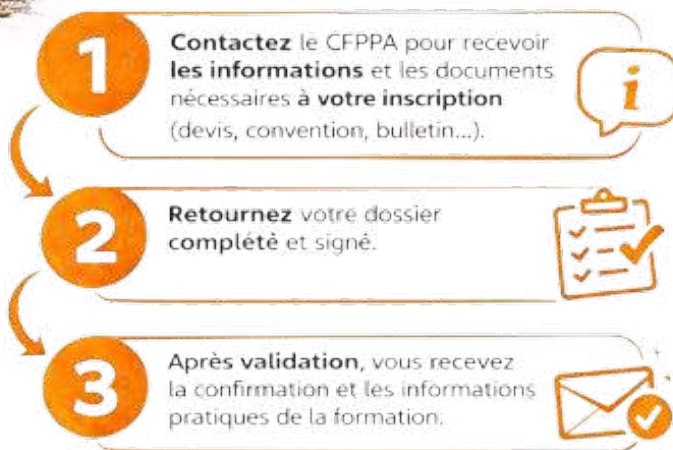 1
Contactez le CFPPA pour recevoir
les informations et les documents
nécessaires à votre inscription
(devis, convention, bulletin...).
i
2
Retournez votre dossier
complété et signé.
3
Après validation, vous recevez
la confirmation et les informations
pratiques de la formation.